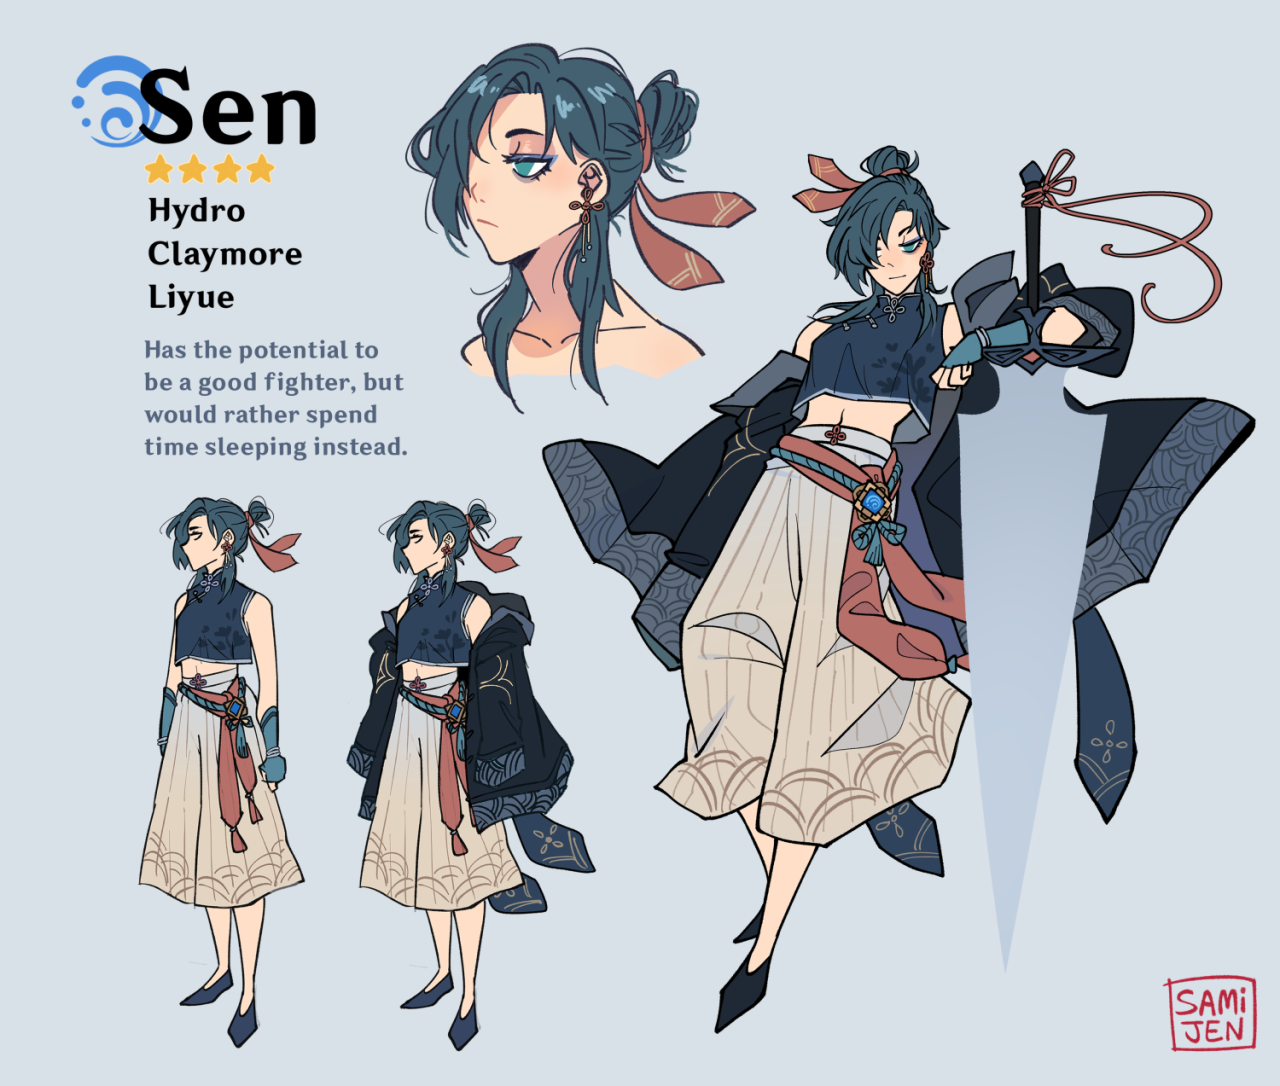 Sen
Hydro
Claymore
Liyue
Has the potential to
be a good fighter, but
would rather spend
time sleeping instead.
SAMi
JEN